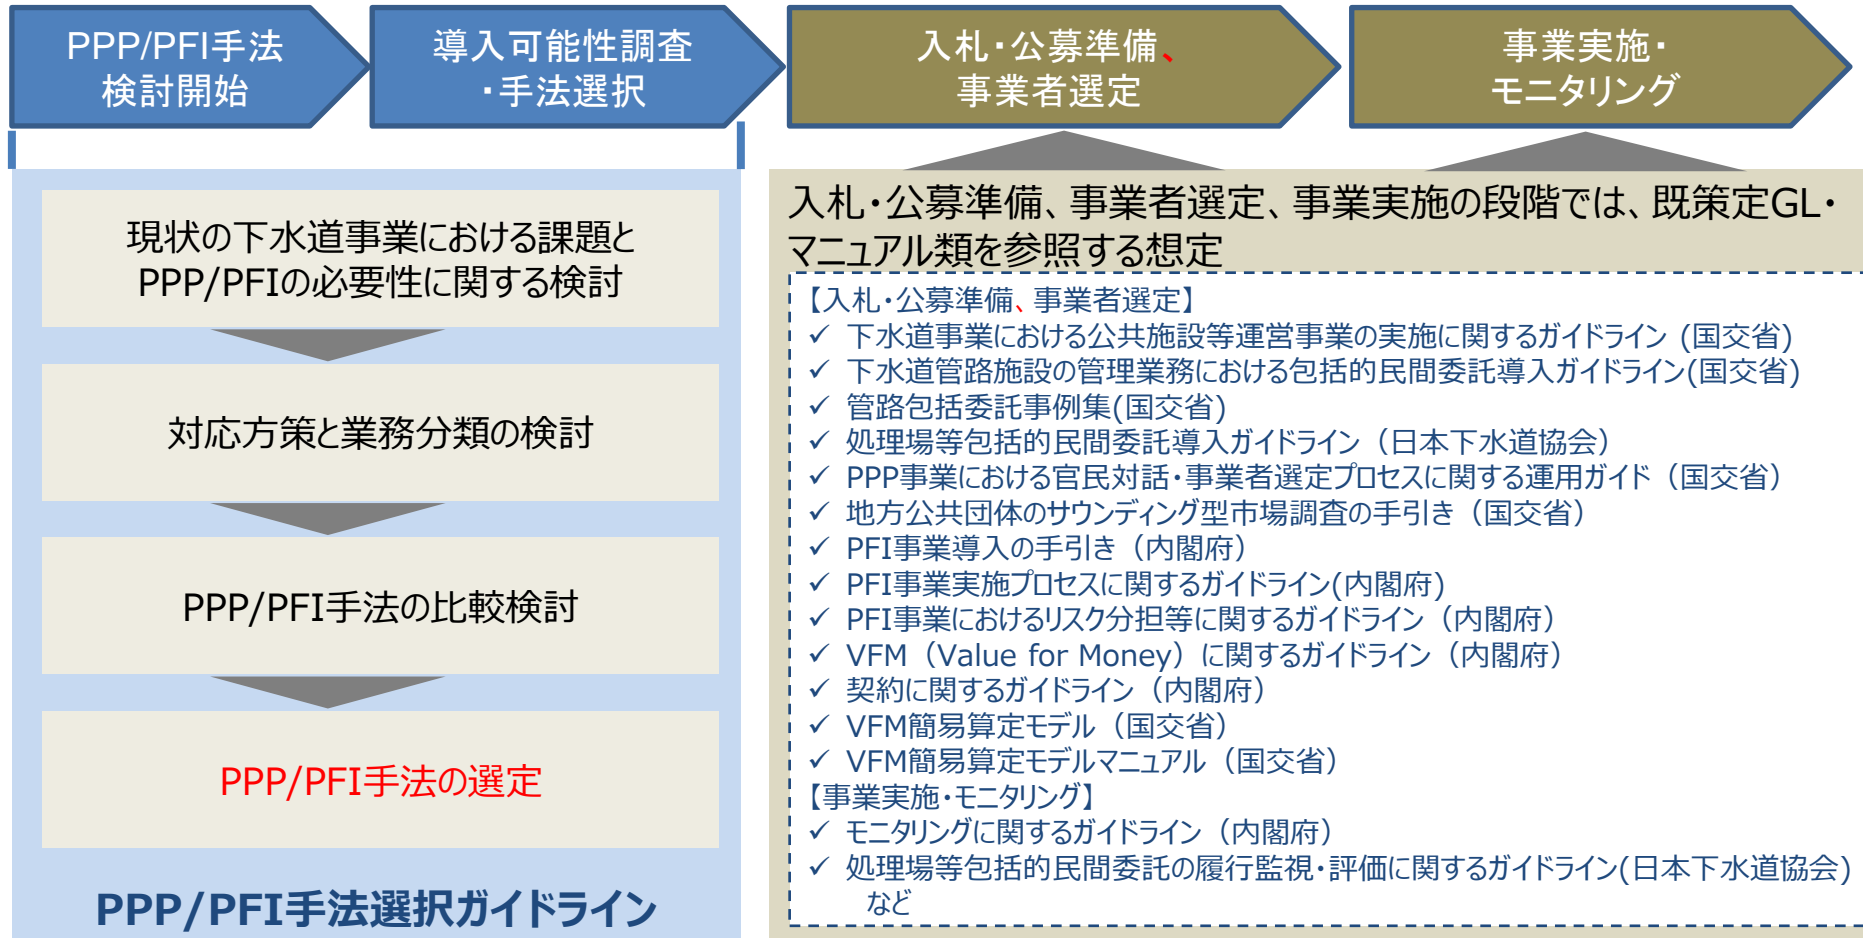 PPP/PFI手法
検討開始
導入可能性調査
・手法選択
入札・公募準備、
事業者選定
事業実施・
モニタリング
現状の下水道事業における課題と
PPP/PFIの必要性に関する検討
対応方策と業務分類の検討
PPP/PFI手法の比較検討
PPP/PFI手法の選定
PPP/PFI手法選択ガイドライン
入札・公募準備、事業者選定、事業実施の段階では、既策定GL・
マニュアル類を参照する想定
【入札・公募準備、事業者選定】
✓ 下水道事業における公共施設等運営事業の実施に関するガイドライン (国交省)
✓ 下水道管路施設の管理業務における包括的民間委託導入ガイドライン(国交省)
✓ 管路包括委託事例集(国交省)
✓ 処理場等包括的民間委託導入ガイドライン（日本下水道協会）
✓ PPP事業における官民対話・事業者選定プロセスに関する運用ガイド（国交省）
✓ 地方公共団体のサウンディング型市場調査の手引き（国交省）
✓ PFI事業導入の手引き（内閣府）
✓ PFI事業実施プロセスに関するガイドライン(内閣府)
✓ PFI事業におけるリスク分担等に関するガイドライン（内閣府）
✓ VFM（Value for Money）に関するガイドライン（内閣府）
✓ 契約に関するガイドライン（内閣府）
✓ VFM簡易算定モデル（国交省）
✓ VFM簡易算定モデルマニュアル（国交省）
【事業実施・モニタリング】
✓ モニタリングに関するガイドライン（内閣府）
✓ 処理場等包括的民間委託の履行監視・評価に関するガイドライン(日本下水道協会)
など